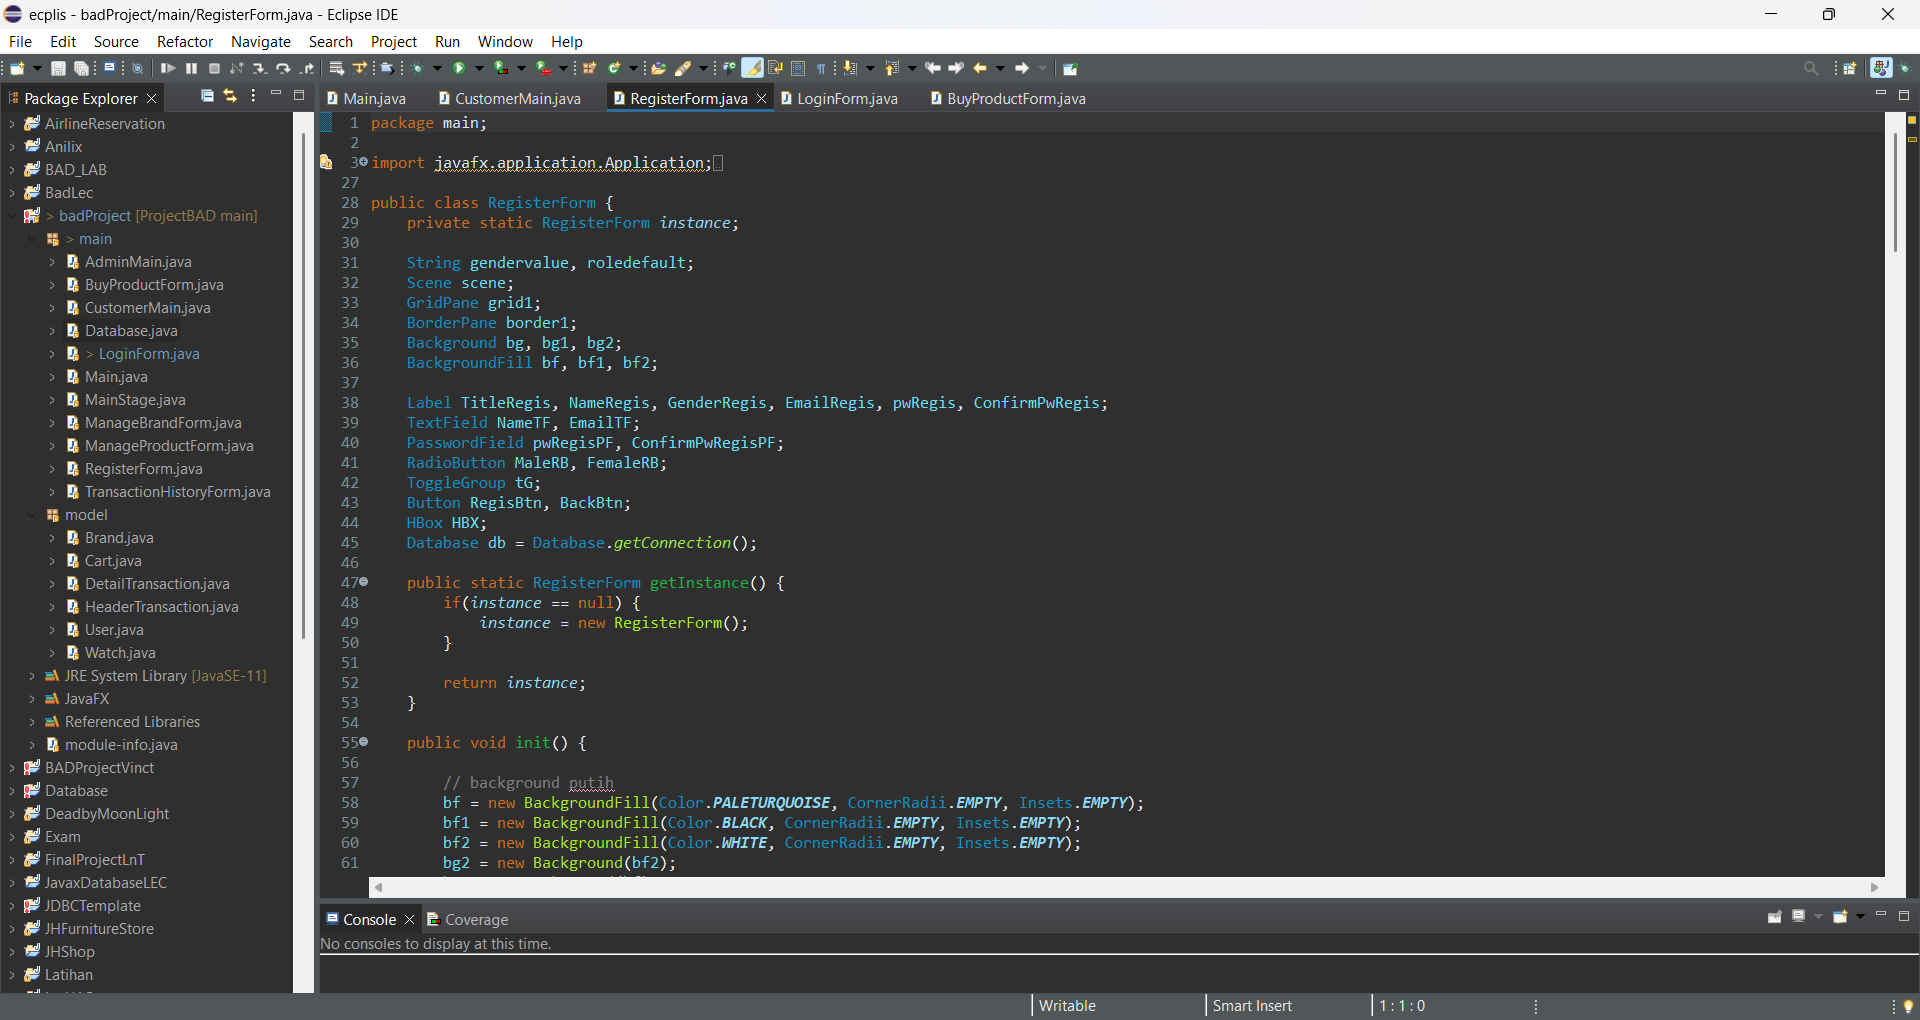 ecplis - badProject/main/RegisterForm.java - Eclipse IDE
File Edit Source Refactor Navigate Search Project Run Window Help
Package Explorer
Main.java CustomerMain.java RegisterForm.java LoginForm.java BuyProductForm.java
AirlineReservation
Anilix
BAD_LAB
BadLec
> badProject [ProjectBAD main]
> main
AdminMain.java
BuyProductForm.java
CustomerMain.java
Database.java
> LoginForm.java
Main.java
MainStage.java
ManageBrandForm.java
ManageProductForm.java
RegisterForm.java
TransactionHistoryForm.java
model
Brand.java
Cart.java
DetailTransaction.java
HeaderTransaction.java
User.java
Watch.java
JRE System Library [JavaSE-11]
JavaFX
Referenced Libraries
module-info.java
BADProjectVinct
Database
DeadbyMoonLight
Exam
FinalProjectLnT
JavaxDatabaseLEC
JDBCTemplate
JHFurnitureStore
JHShop
Latihan
1 package main;
2
3 import javafx.application.Application;
27
28 public class RegisterForm {
29 private static RegisterForm instance;
30
31 String gendervalue, roledefault;
32 Scene scene;
33 GridPane grid1;
34 BorderPane border1;
35 Background bg, bg1, bg2;
36 BackgroundFill bf, bf1, bf2;
37
38 Label TitleRegis, NameRegis, GenderRegis, EmailRegis, pwRegis, ConfirmPwRegis;
39 TextField NameTF, EmailTF;
40 PasswordField pwRegisPF, ConfirmPwRegisPF;
41 RadioButton MaleRB, FemaleRB;
42 ToggleGroup tG;
43 Button RegisBtn, BackBtn;
44 HBox HBX;
45 Database db = Database.getConnection();
46
47 public static RegisterForm getInstance() {
48 if(instance == null) {
49 instance = new RegisterForm();
50 }
51
52 return instance;
53 }
54
55 public void init() {
56
57 // background putih
58 bf = new BackgroundFill(Color.PALETURQUOISE, CornerRadii.EMPTY, Insets.EMPTY);
59 bf1 = new BackgroundFill(Color.BLACK, CornerRadii.EMPTY, Insets.EMPTY);
60 bf2 = new BackgroundFill(Color.WHITE, CornerRadii.EMPTY, Insets.EMPTY);
61 bg2 = new Background(bf2);
Console Coverage
No consoles to display at this time.
Writable Smart Insert 1 : 1 : 0